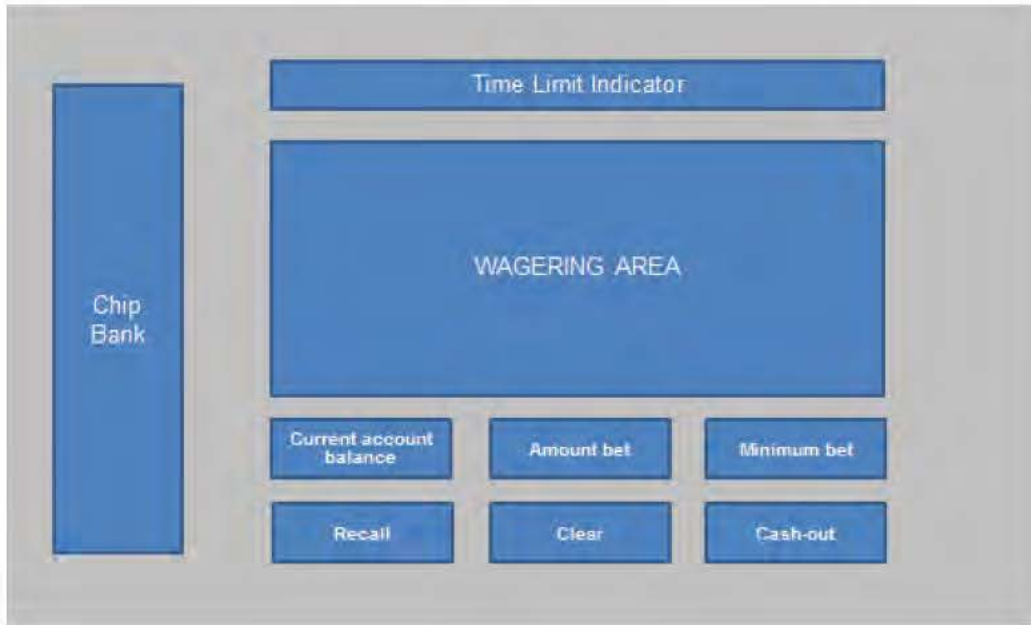 Time Limit Indicator
WAGERING AREA
Chip
Bank
Current account
balance
Amount bet
Minimum bet
Recall
Clear
Cash-out